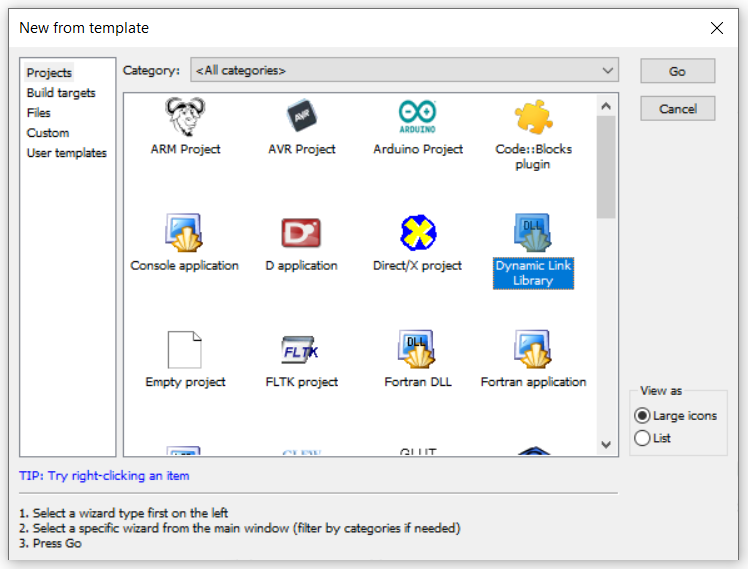 New from template
Projects
Build targets
Files
Custom
User templates
Category:
<All categories>
Go
Cancel
AVR
ARDUINO
ARM Project
AVR Project
Arduino Project
Code::Blocks
plugin
D
DLL
Console application
D application
Direct/X project
Dynamic Link
Library
FLTK
DLL
Empty project
FLTK project
Fortran DLL
Fortran application
View as
Large icons
List
GLUT
TIP: Try right-clicking an item
1. Select a wizard type first on the left
2. Select a specific wizard from the main window (filter by categories if needed)
3. Press Go